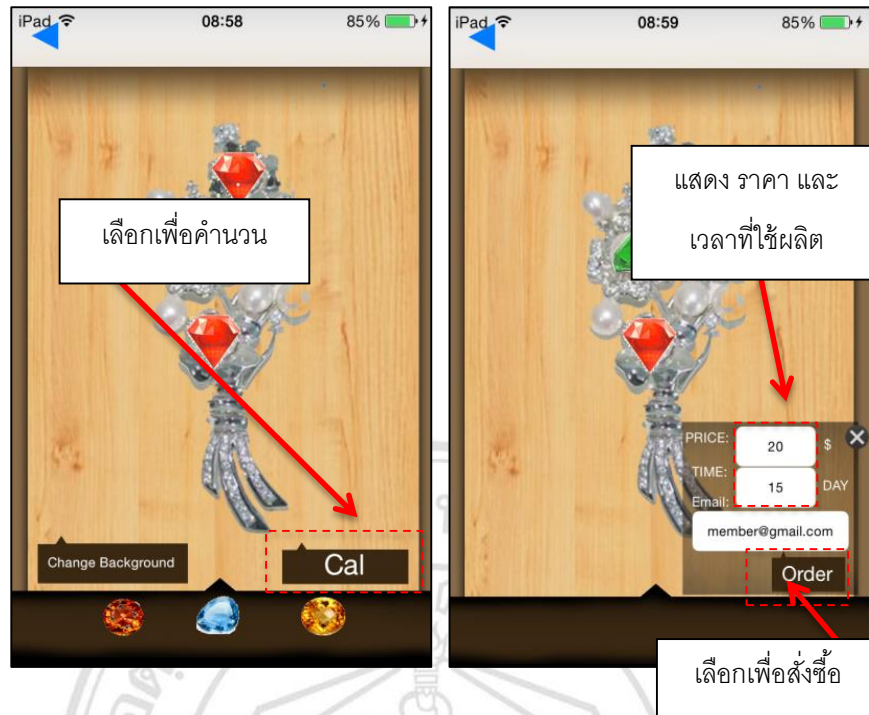 iPad 08:58 85%
เลือกเพื่อคำนวน
Change Background
Cal
iPad 08:59 85%
แสดง ราคา และ
เวลาที่ใช้ผลิต
PRICE: 20 $
TIME: 15 DAY
Email:
member@gmail.com
Order
เลือกเพื่อสั่งซื้อ